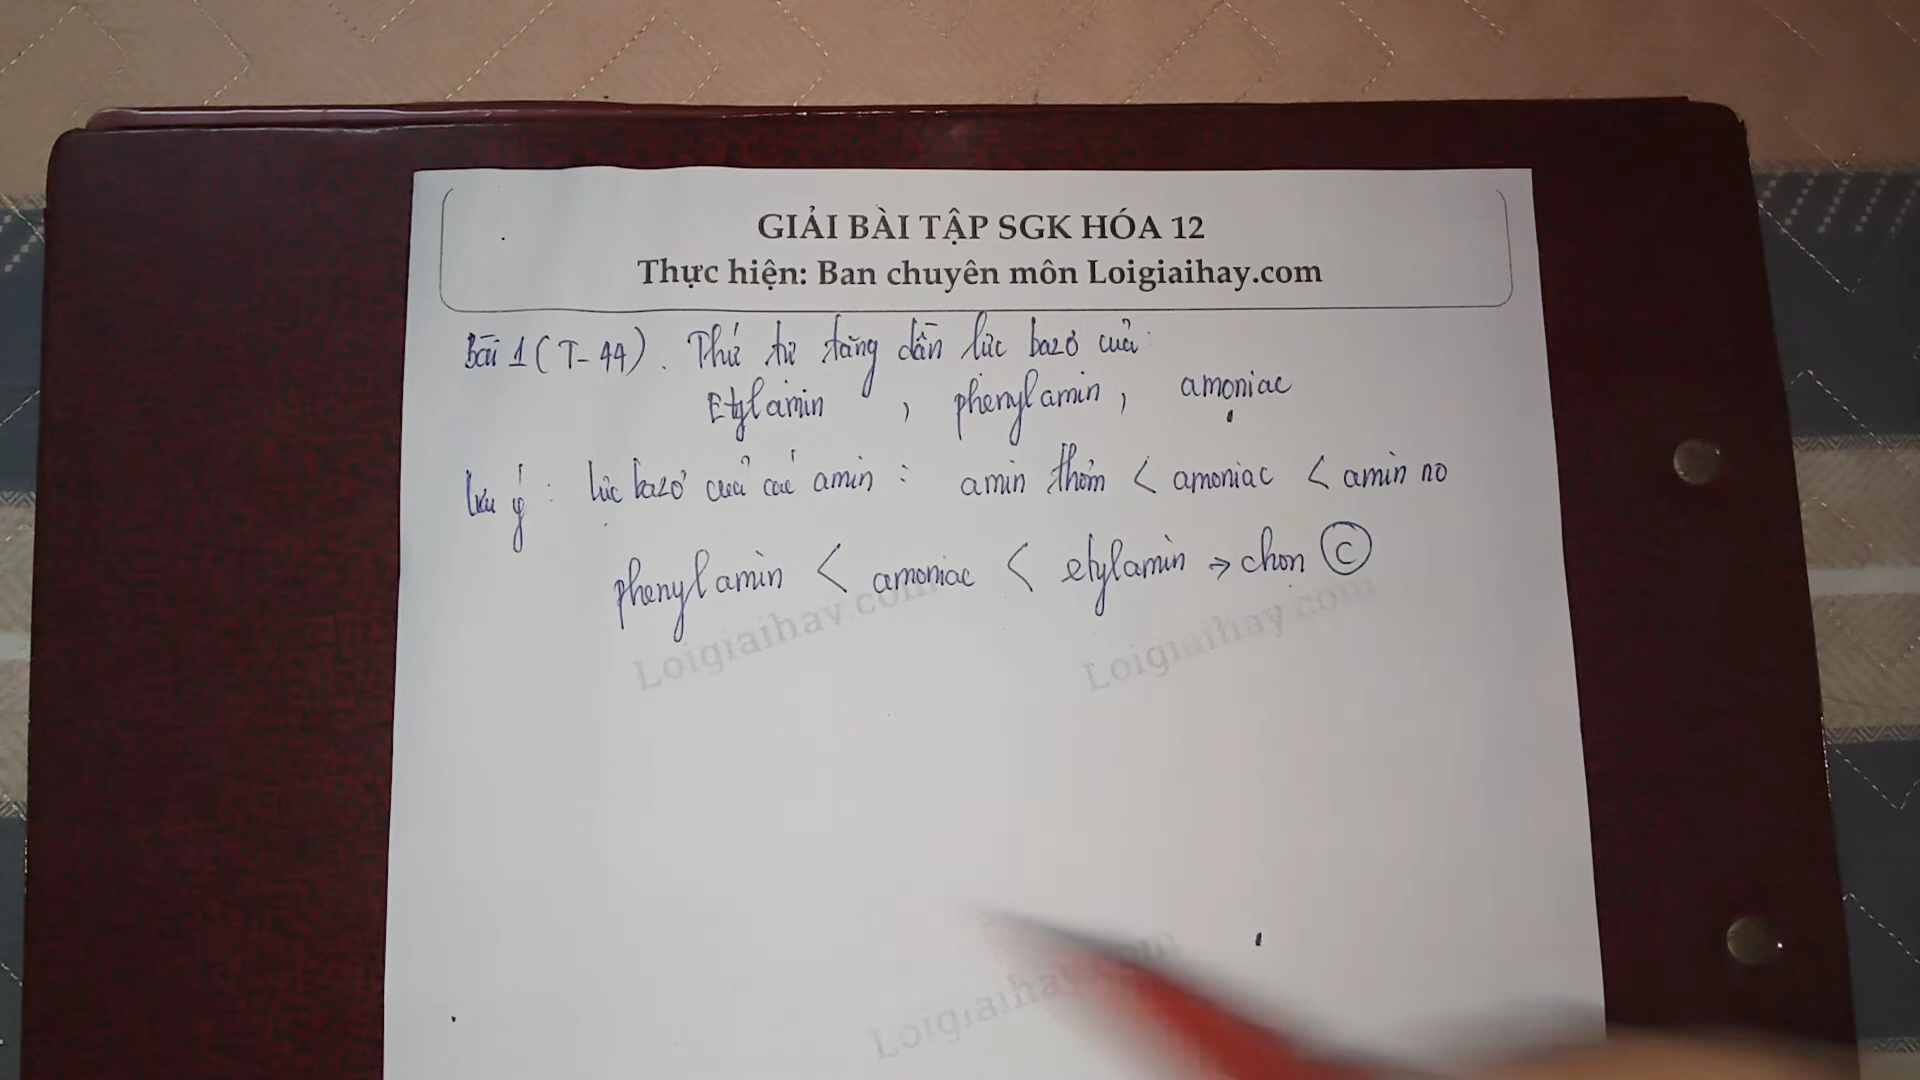 GIẢI BÀI TẬP SGK HÓA 12
Thực hiện: Ban chuyên môn Loigiaihay.com
Bài 1 (T-44). Thứ tự tăng dần lực bazơ của:
Etylamin, phenylamin, amoniac
Lưu ý: lực bazơ của các amin: amin thơm < amoniac < amin no
phenylamin < amoniac < etylamin → chọn C
Loigiaihay.com
Loigiaihay.com
Loigiaihay.com